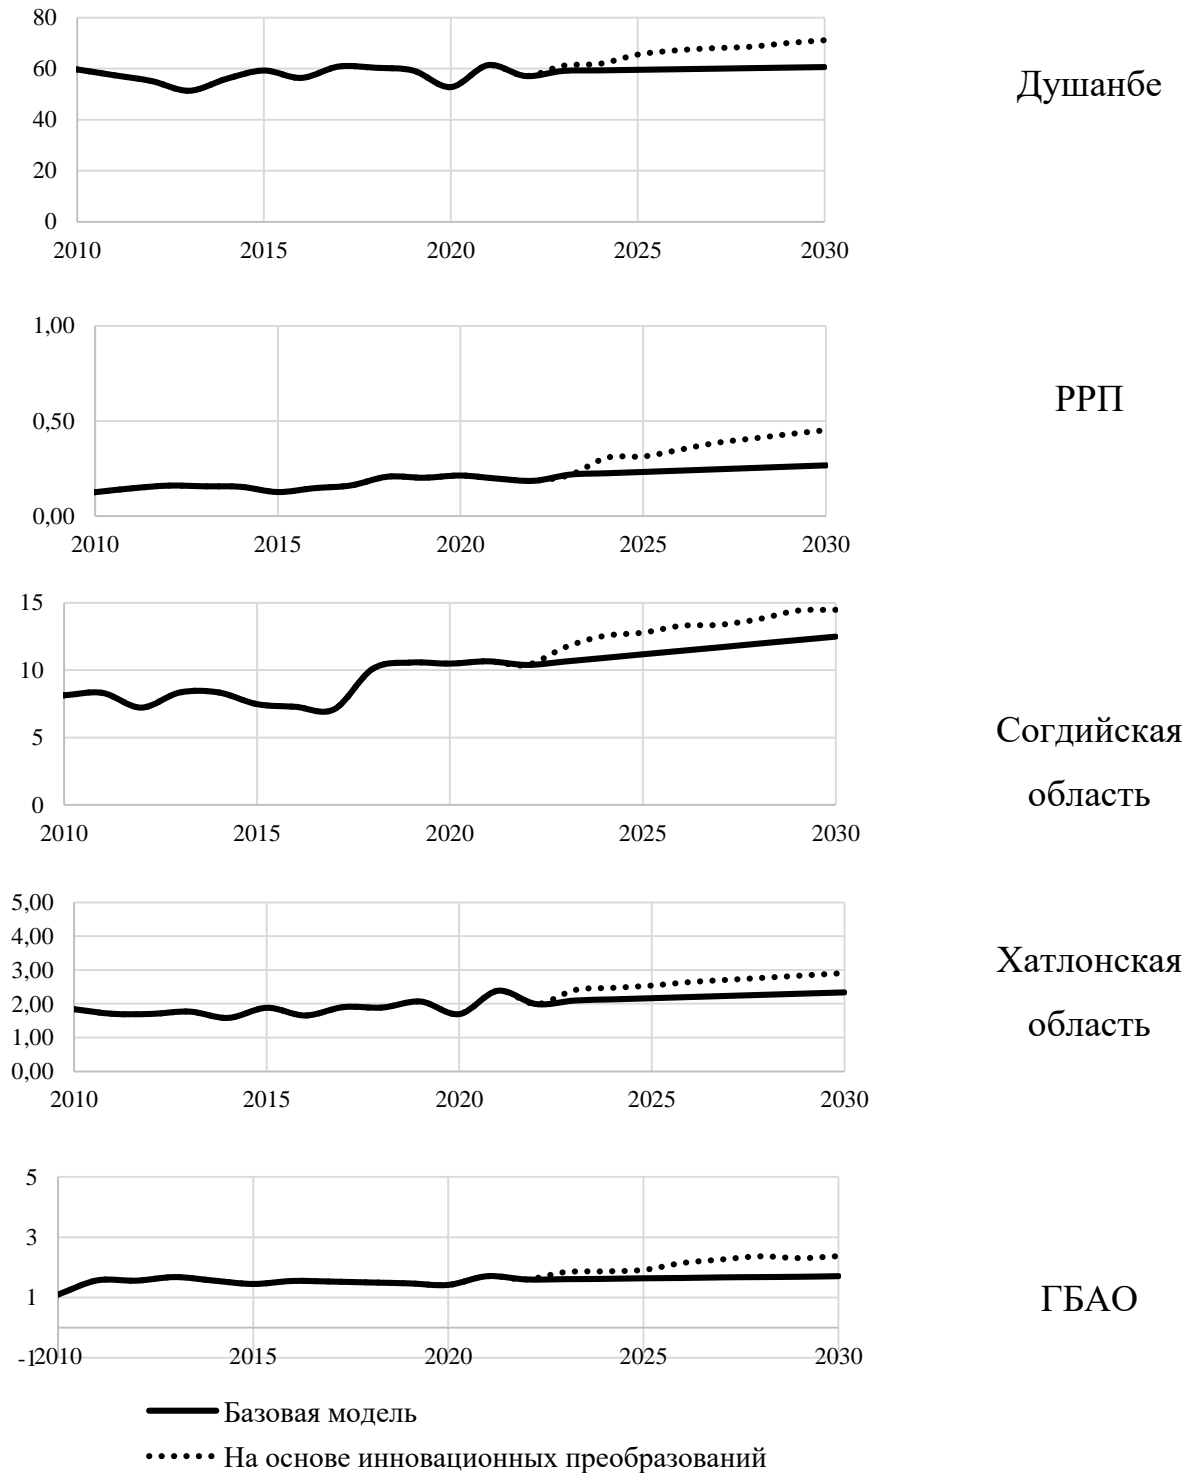 80
60
40
20
0
2010 2015 2020 2025 2030
Душанбе
1,00
0,50
0,00
2010 2015 2020 2025 2030
РРП
15
10
5
0
2010 2015 2020 2025 2030
Согдийская
область
5,00
4,00
3,00
2,00
1,00
0,00
2010 2015 2020 2025 2030
Хатлонская
область
5
3
1
-1
2010 2015 2020 2025 2030
ГБАО
Базовая модель
На основе инновационных преобразований